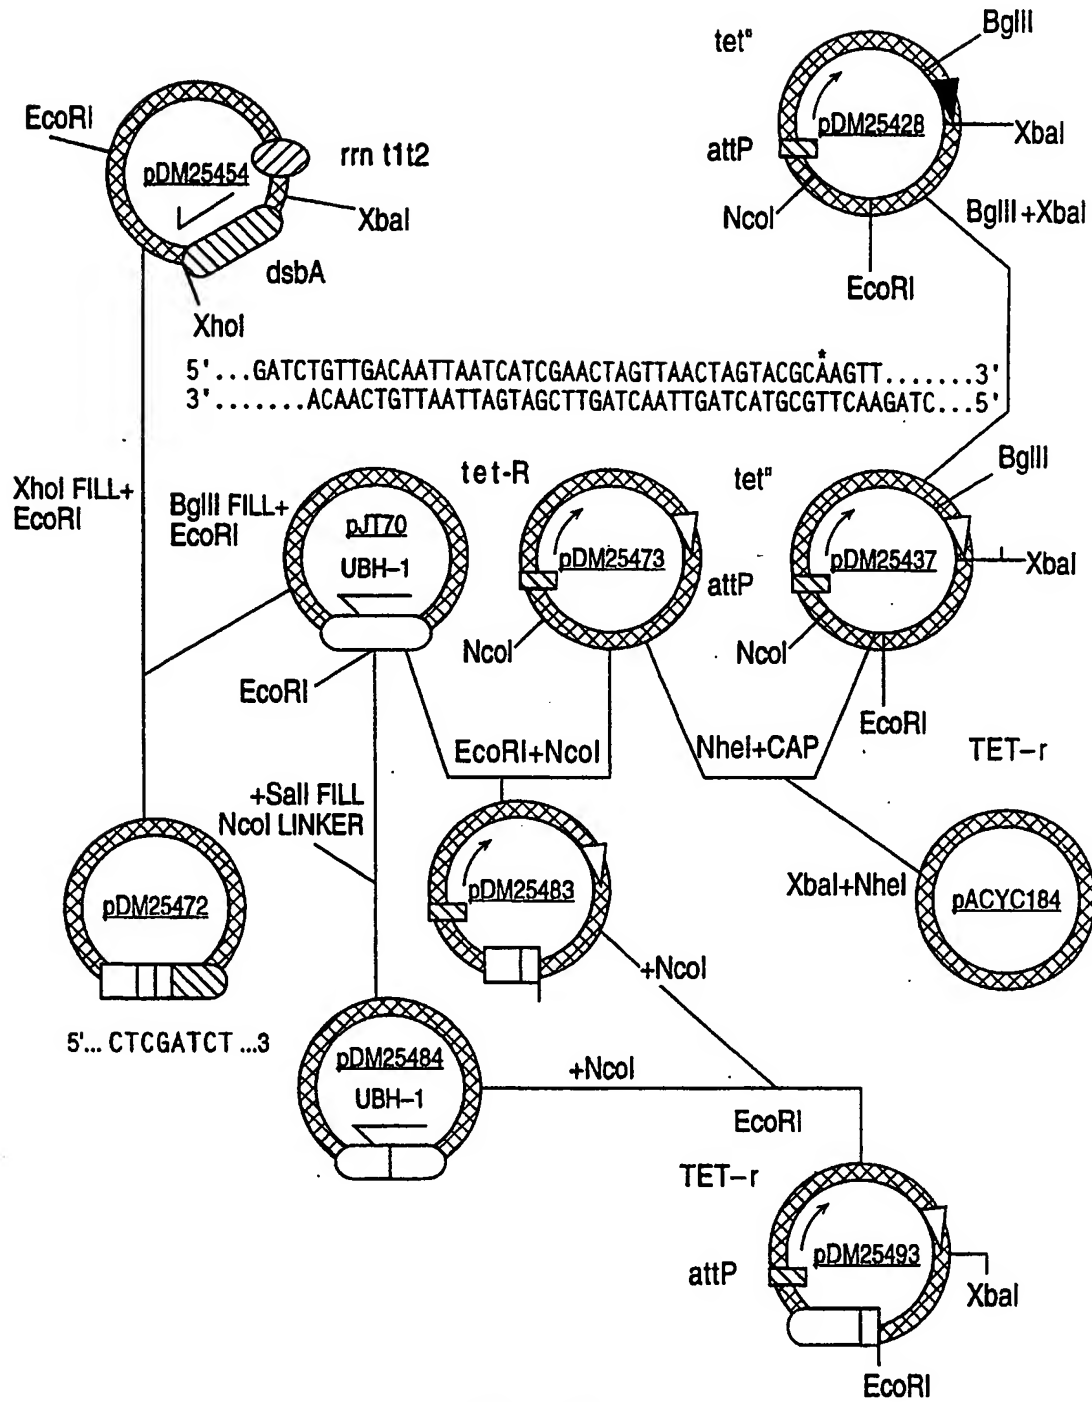 tet"
BglII
EcoRI
pDM25454
rrn t1t2
XbaI
dsbA
XhoI
pDM25428
XbaI
attP
NcoI
BglII+XbaI
EcoRI
5'...GATCTGTTGACAATTAATCATCGAACTAGTTAACTAGTACGCAAGTT.......3'
*
3'.......ACAACTGTTAATTAGTAGCTTGATCAATTGATCATGCGTTCAAGATC...5'
XhoI FILL+
EcoRI
BglII FILL+
EcoRI
pJT70
UBH-1
EcoRI
tet-R
pDM25473
NcoI
tet"
BglII
attP
pDM25437
XbaI
NcoI
EcoRI
EcoRI+NcoI
NheI+CAP
TET-r
+SalI FILL
NcoI LINKER
pDM25472
5'... CTCGATCT ...3
pDM25483
XbaI+NheI
pACYC184
+NcoI
pDM25484
UBH-1
+NcoI
EcoRI
TET-r
attP
pDM25493
XbaI
EcoRI